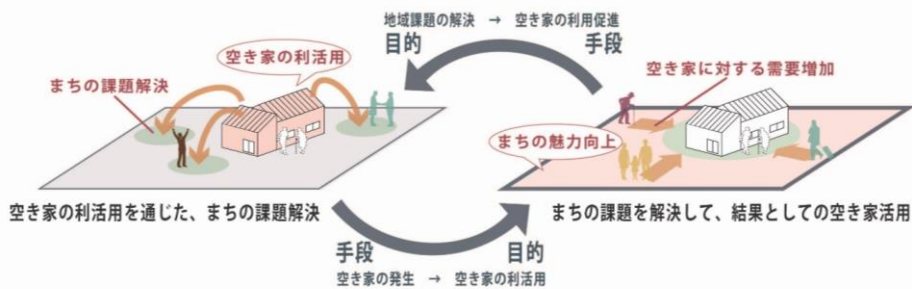 地域課題の解決 → 空き家の利用促進
目的 手段
空き家の利活用
まちの課題解決
空き家に対する需要増加
まちの魅力向上
空き家の利活用を通じた、まちの課題解決
まちの課題を解決して、結果としての空き家活用
手段 目的
空き家の発生 → 空き家の利活用